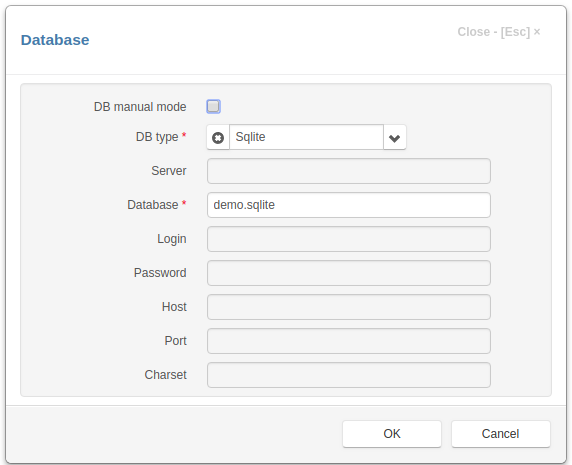 Database
Close - [Esc] ×
DB manual mode
DB type * Sqlite
Server
Database * demo.sqlite
Login
Password
Host
Port
Charset
OK Cancel